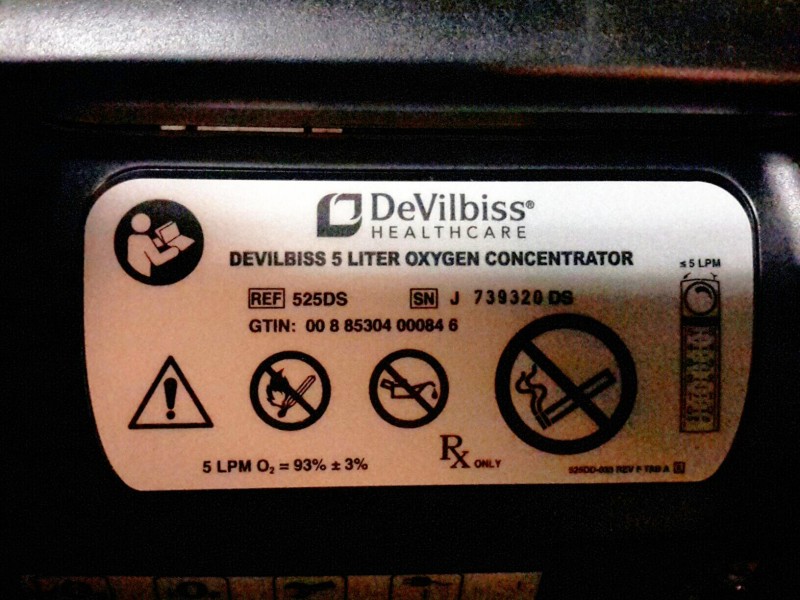 DeVilbiss®
HEALTHCARE
DEVILBISS 5 LITER OXYGEN CONCENTRATOR
≤ 5 LPM
REF 525DS SN J 739320 DS
GTIN: 00 8 85304 00084 6
5 LPM O₂ = 93% ± 3%
Rx ONLY
REV F